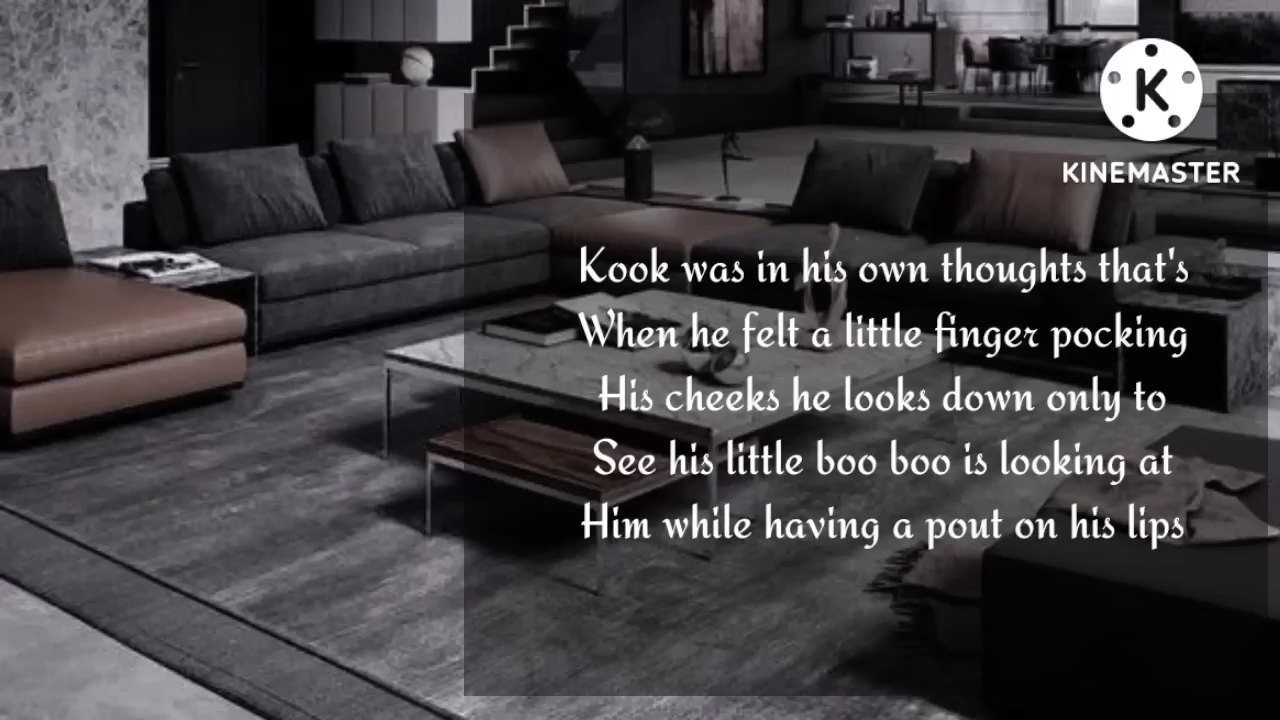 K
KINEMASTER
Kook was in his own thoughts that's
When he felt a little finger pocking
His cheeks he looks down only to
See his little boo boo is looking at
Him while having a pout on his lips